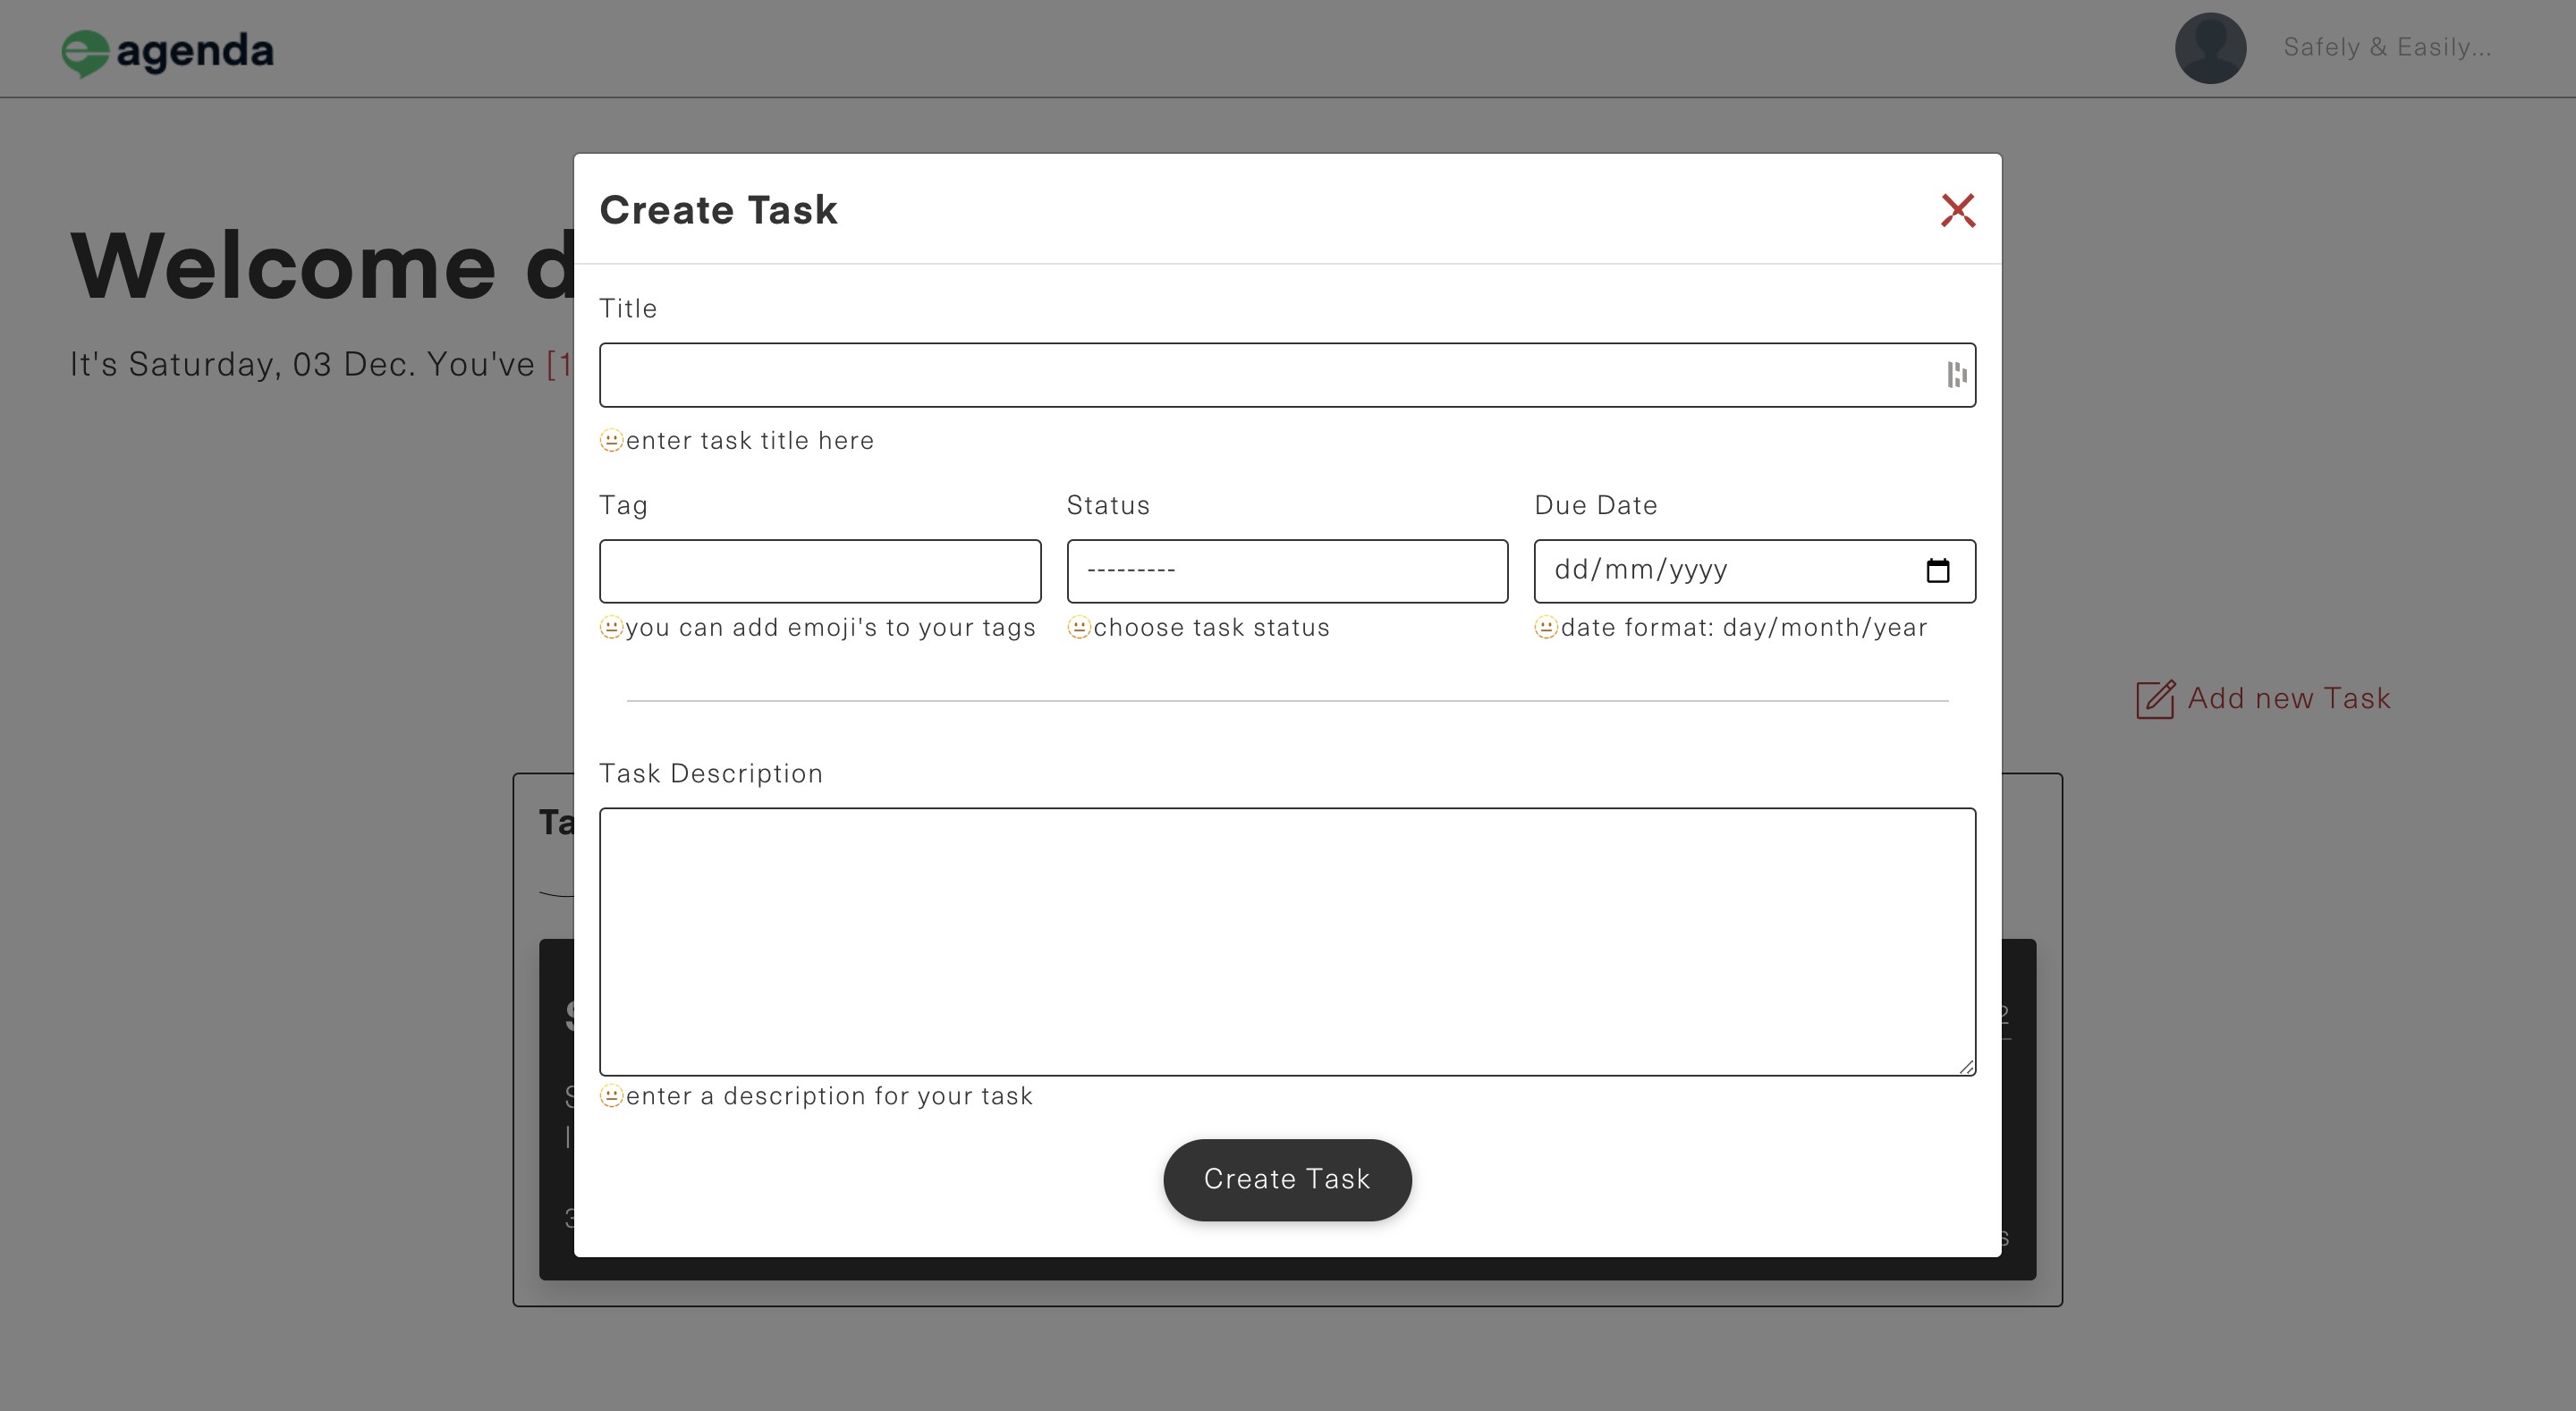 agenda
Safely & Easily...
Create Task
Welcome
It's Saturday, 03 Dec. You've [1
Title
enter task title here
Tag Status Due Date
--------- dd/mm/yyyy
you can add emoji's to your tags choose task status date format: day/month/year
Add new Task
Task Description
Ta
enter a description for your task
Create Task